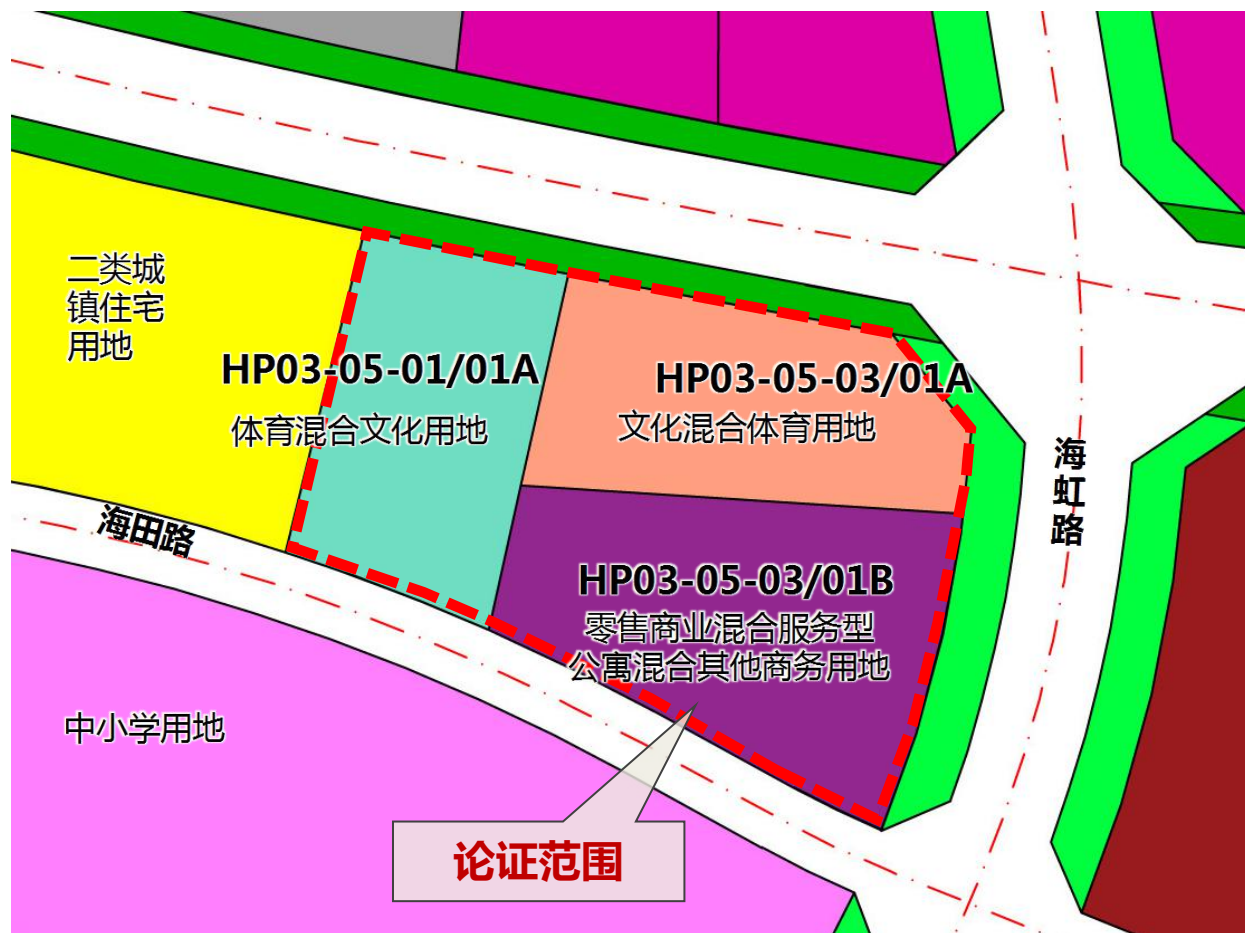 二类城
镇住宅
用地
HP03-05-01/01A
体育混合文化用地
HP03-05-03/01A
文化混合体育用地
海虹路
海田路
HP03-05-03/01B
零售商业混合服务型
公寓混合其他商务用地
中小学用地
论证范围